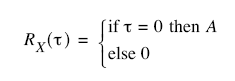 R_X(τ) = { if τ = 0 then A
else 0